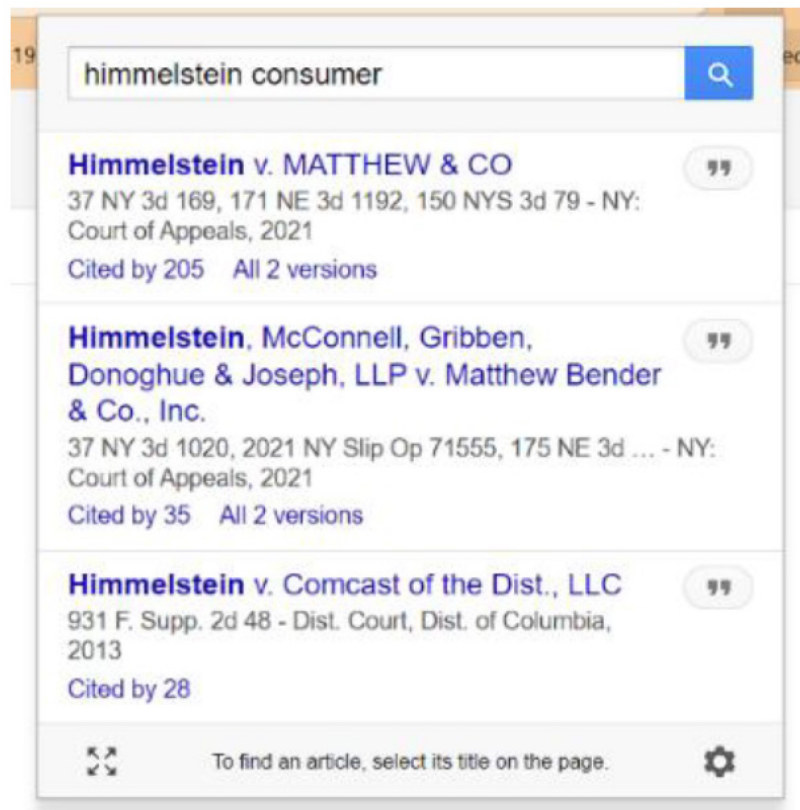 19
himmelstein consumer
Himmelstein v. MATTHEW & CO
37 NY 3d 169, 171 NE 3d 1192, 150 NYS 3d 79 - NY:
Court of Appeals, 2021
Cited by 205 All 2 versions
Himmelstein, McConnell, Gribben,
Donoghue & Joseph, LLP v. Matthew Bender
& Co., Inc.
37 NY 3d 1020, 2021 NY Slip Op 71555, 175 NE 3d ... - NY:
Court of Appeals, 2021
Cited by 35 All 2 versions
Himmelstein v. Comcast of the Dist., LLC
931 F. Supp. 2d 48 - Dist. Court, Dist. of Columbia,
2013
Cited by 28
To find an article, select its title on the page.